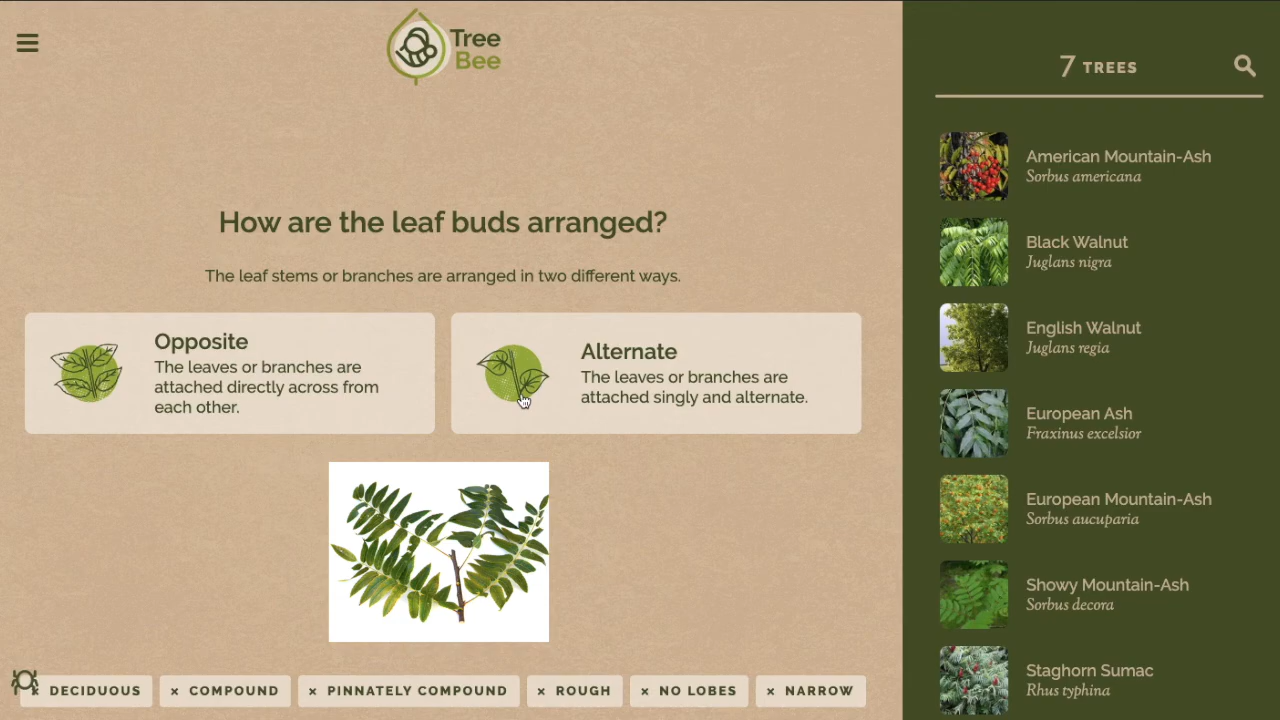 Tree
Bee
How are the leaf buds arranged?
The leaf stems or branches are arranged in two different ways.
Opposite
The leaves or branches are
attached directly across from
each other.
Alternate
The leaves or branches are
attached singly and alternate.
× DECIDUOUS
× COMPOUND
× PINNATELY COMPOUND
× ROUGH
× NO LOBES
× NARROW
7 TREES
American Mountain-Ash
Sorbus americana
Black Walnut
Juglans nigra
English Walnut
Juglans regia
European Ash
Fraxinus excelsior
European Mountain-Ash
Sorbus aucuparia
Showy Mountain-Ash
Sorbus decora
Staghorn Sumac
Rhus typhina